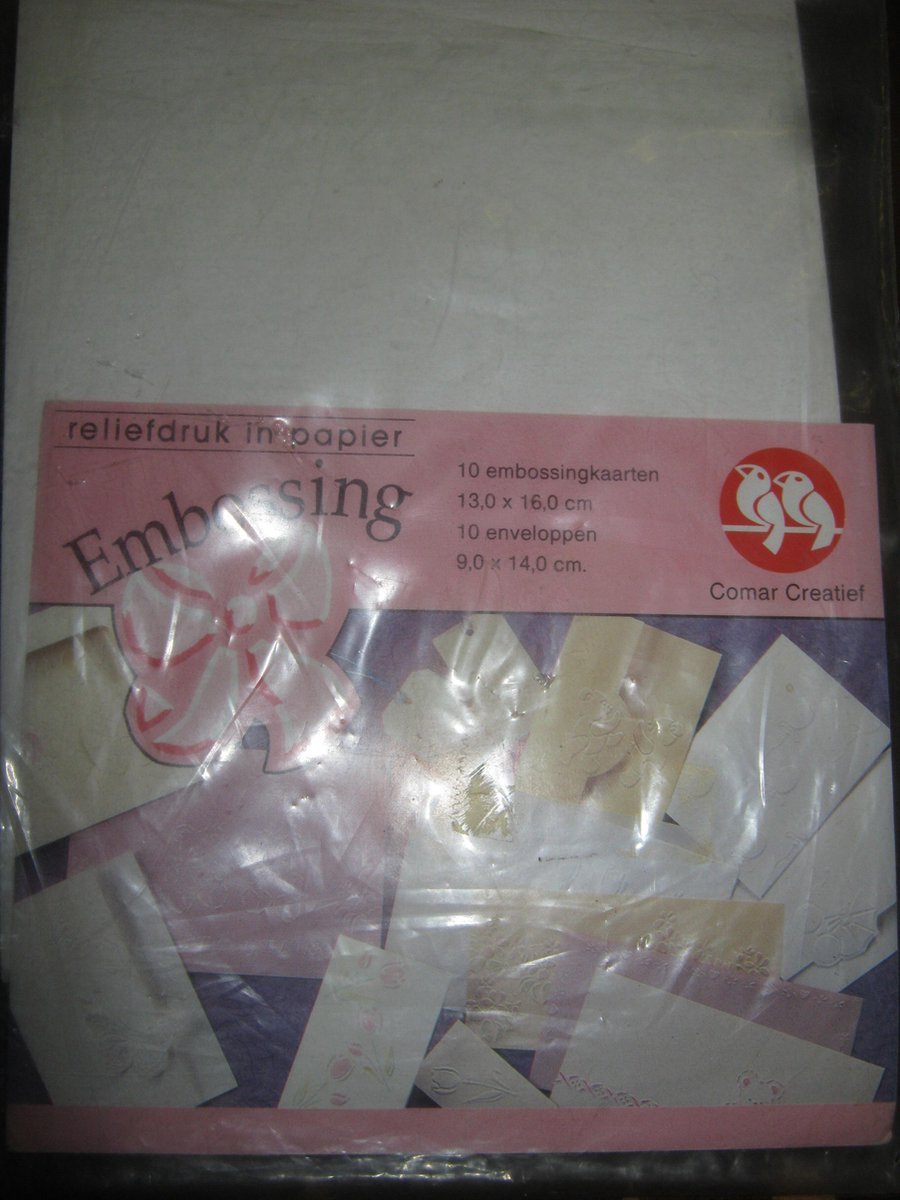 reliefdruk in papier
Embossing
10 embossingkaarten
13,0 x 16,0 cm
10 enveloppen
9,0 x 14,0 cm.
Comar Creatief